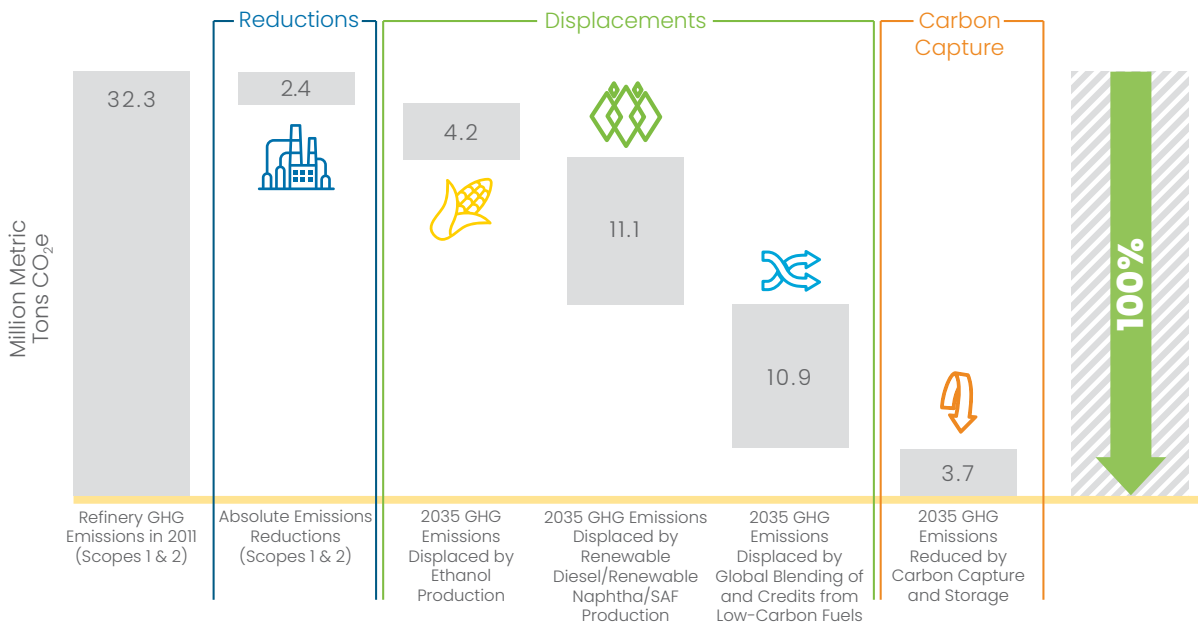 Reductions
Displacements
Carbon
Capture
Million Metric
Tons CO₂e
32.3
2.4
4.2
11.1
10.9
3.7
100%
Refinery GHG
Emissions in 2011
(Scopes 1 & 2)
Absolute Emissions
Reductions
(Scopes 1 & 2)
2035 GHG
Emissions
Displaced by
Ethanol
Production
2035 GHG Emissions
Displaced by
Renewable
Diesel/Renewable
Naphtha/SAF
Production
2035 GHG
Emissions
Displaced by
Global Blending of
and Credits from
Low-Carbon Fuels
2035 GHG
Emissions
Reduced by
Carbon Capture
and Storage